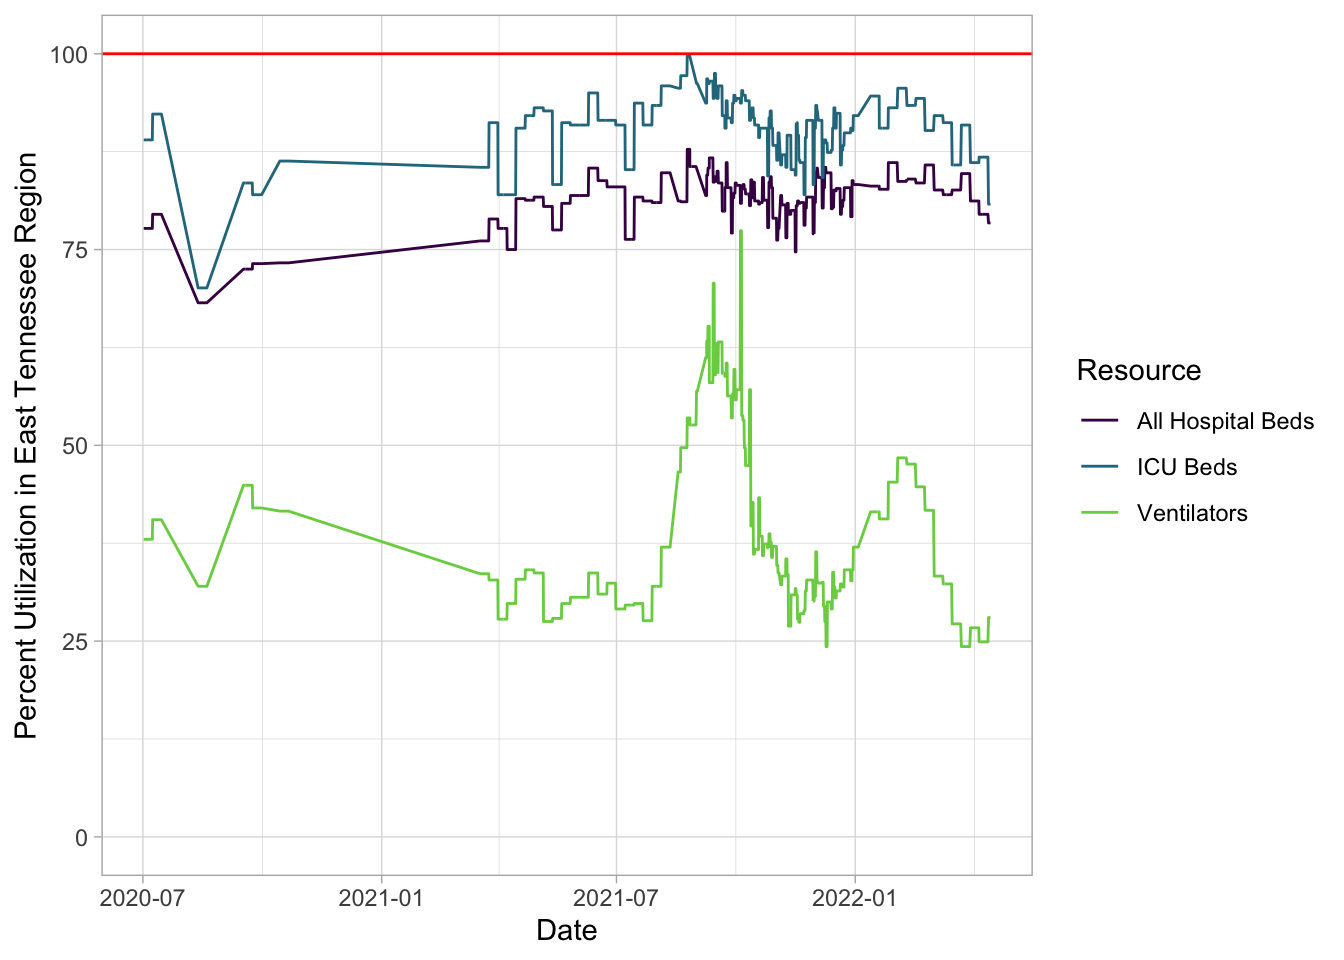 Percent Utilization in East Tennessee Region
100
75
50
25
0
2020-07
2021-01
2021-07
2022-01
Date
Resource
All Hospital Beds
ICU Beds
Ventilators